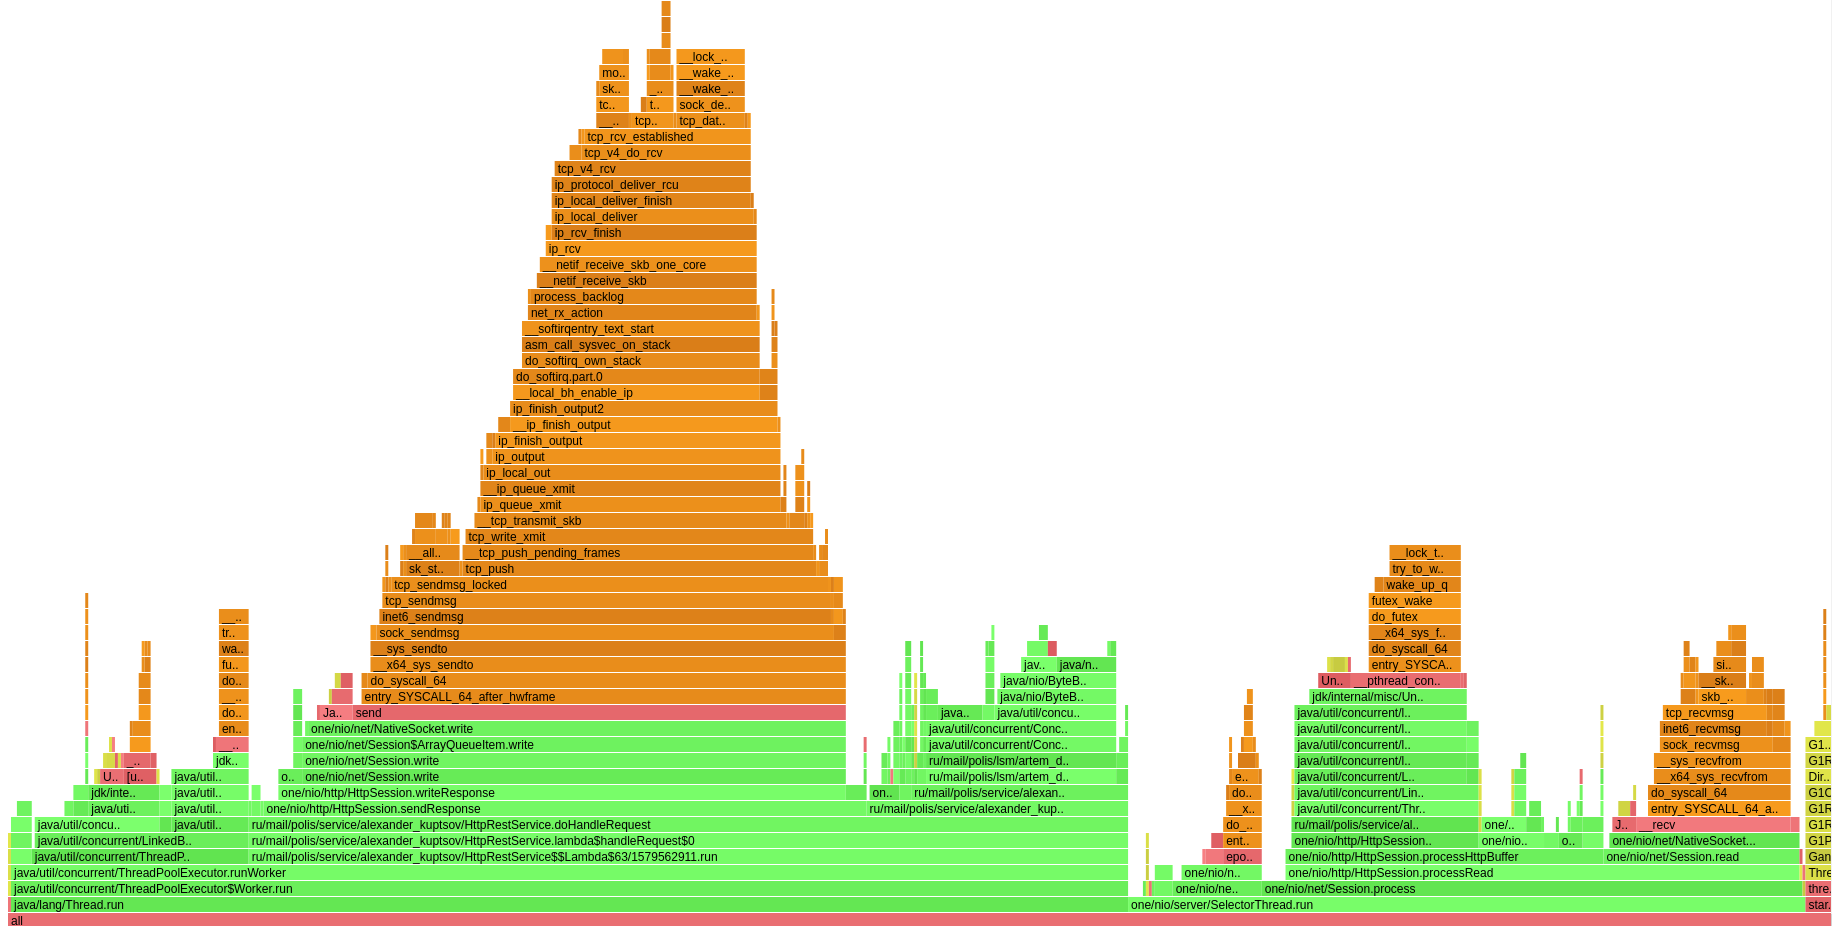 __lock_..
mo.. __wake_..
sk.. _.. __wake_..
tc.. t.. sock_de..
__.. tcp.. tcp_dat..
tcp_rcv_established
tcp_v4_do_rcv
tcp_v4_rcv
ip_protocol_deliver_rcu
ip_local_deliver_finish
ip_local_deliver
ip_rcv_finish
ip_rcv
__netif_receive_skb_one_core
__netif_receive_skb
process_backlog
net_rx_action
__softirqentry_text_start
asm_call_sysvec_on_stack
do_softirq_own_stack
do_softirq.part.0
__local_bh_enable_ip
ip_finish_output2
__ip_finish_output
ip_finish_output
ip_output
ip_local_out
__ip_queue_xmit
ip_queue_xmit
__tcp_transmit_skb
tcp_write_xmit
__all.. __tcp_push_pending_frames __lock_t..
sk_st.. tcp_push try_to_w..
tcp_sendmsg_locked wake_up_q
tcp_sendmsg futex_wake
__.. inet6_sendmsg do_futex
tr.. sock_sendmsg __x64_sys_f..
wa.. __sys_sendto do_syscall_64
fu.. __x64_sys_sendto jav.. java/n.. entry_SYSCA.. si..
do.. do_syscall_64 java/nio/ByteB.. Un.. __pthread_con.. __sk..
__.. entry_SYSCALL_64_after_hwframe java/nio/ByteB.. jdk/internal/misc/Un.. skb_..
do.. Ja.. send java.. java/util/concu.. java/util/concurrent/l.. tcp_recvmsg
en.. one/nio/net/NativeSocket.write java/util/concurrent/Conc.. java/util/concurrent/l.. inet6_recvmsg
__.. one/nio/net/Session$ArrayQueueItem.write java/util/concurrent/Conc.. java/util/concurrent/l.. sock_recvmsg G1..
_.. jdk.. one/nio/net/Session.write ru/mail/polis/lsm/artem_d.. java/util/concurrent/l.. __sys_recvfrom G1R
U.. [u.. java/util.. o.. one/nio/net/Session.write ru/mail/polis/lsm/artem_d.. e.. java/util/concurrent/L.. __x64_sys_recvfrom Dir..
jdk/inte.. java/util.. one/nio/http/HttpSession.writeResponse on.. ru/mail/polis/service/alexan.. do.. java/util/concurrent/Lin.. do_syscall_64 G1C
java/uti.. java/util.. one/nio/http/HttpSession.sendResponse ru/mail/polis/service/alexander_kup.. __x.. java/util/concurrent/Thr.. entry_SYSCALL_64_a.. G1R
java/util/concu.. java/util.. ru/mail/polis/service/alexander_kuptsov/HttpRestService.doHandleRequest do_.. ru/mail/polis/service/al.. one/.. J.. __recv G1R
java/util/concurrent/LinkedB.. ru/mail/polis/service/alexander_kuptsov/HttpRestService.lambda$handleRequest$0 ent.. one/nio/http/HttpSession.. one/nio.. o.. one/nio/net/NativeSocket... G1P
java/util/concurrent/ThreadP.. ru/mail/polis/service/alexander_kuptsov/HttpRestService$$Lambda$63/1579562911.run epo.. one/nio/http/HttpSession.processHttpBuffer one/nio/net/Session.read Gan
java/util/concurrent/ThreadPoolExecutor.runWorker one/nio/n.. one/nio/http/HttpSession.processRead Thre
java/util/concurrent/ThreadPoolExecutor$Worker.run one/nio/ne.. one/nio/net/Session.process thre.
java/lang/Thread.run one/nio/server/SelectorThread.run star.
all